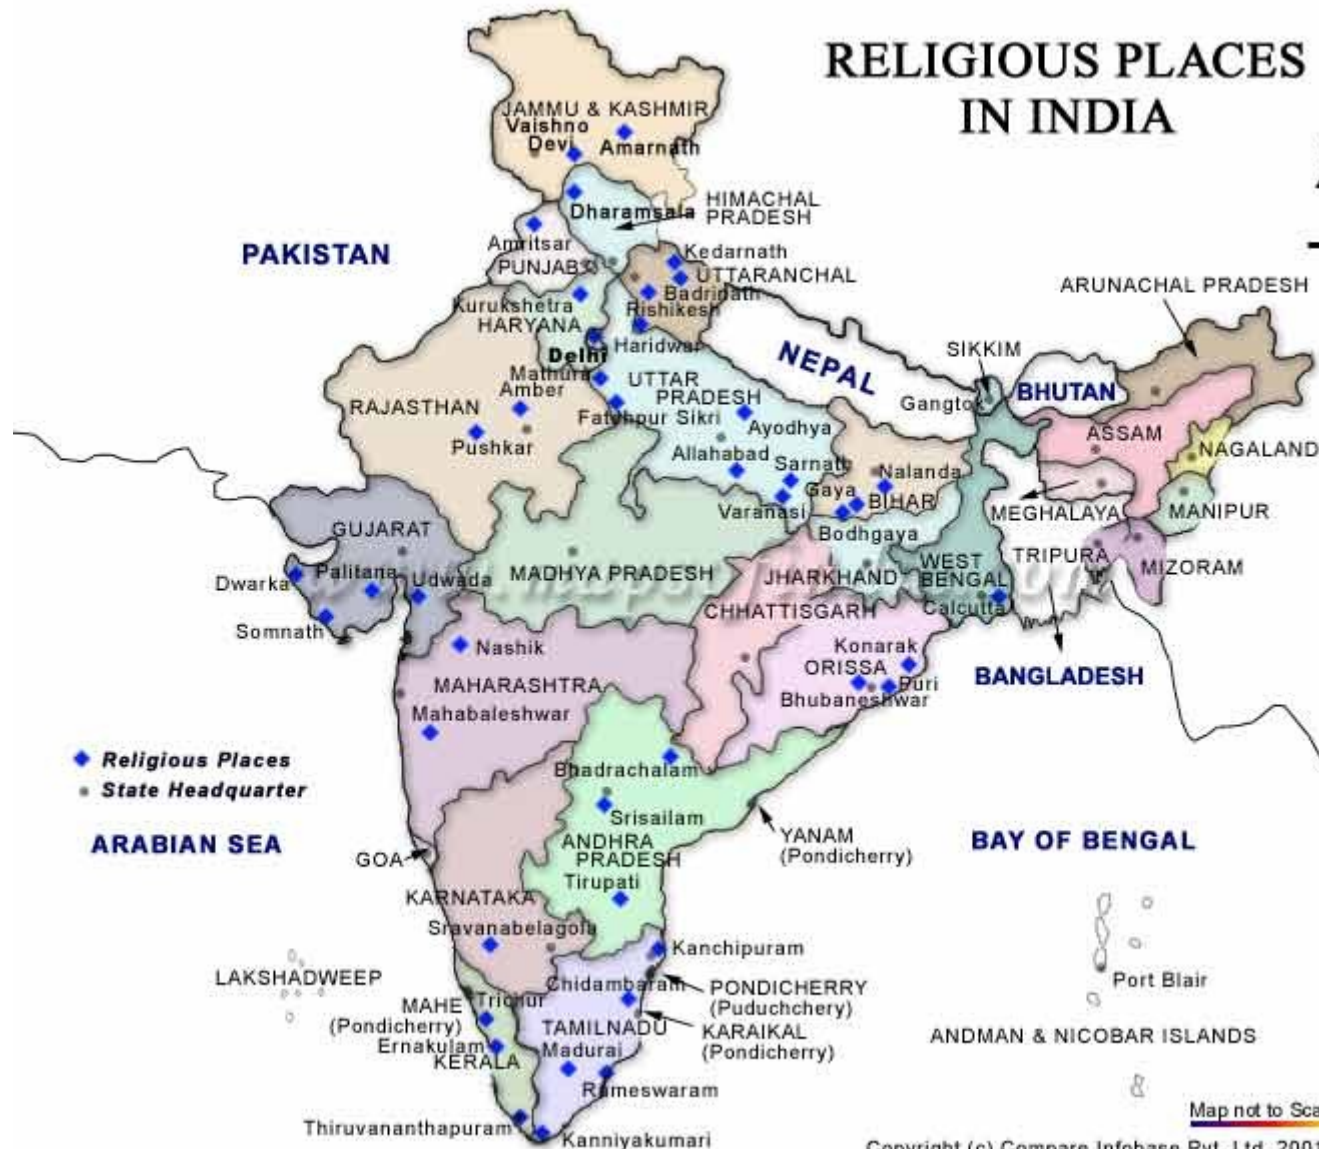 RELIGIOUS PLACES
IN INDIA
JAMMU & KASHMIR
Vaishno
Devi
Amarnath
HIMACHAL
PRADESH
Dharamsala
PAKISTAN
Amritsar
PUNJAB
Kedarnath
UTTARANCHAL
Badrinath
Rishikesh
Kurukshetra
HARYANA
Haridwar
Delhi
ARUNACHAL PRADESH
NEPAL
SIKKIM
BHUTAN
Gangtok
Mathura
Amber
UTTAR
PRADESH
RAJASTHAN
Fatehpur Sikri
Ayodhya
Pushkar
Allahabad
Sarnath
Nalanda
Gaya
BIHAR
Varanasi
Bodhgaya
ASSAM
NAGALAND
MEGHALAYA
MANIPUR
TRIPURA
MIZORAM
GUJARAT
Dwarka
Palitana
Udwada
Somnath
MADHYA PRADESH
JHARKHAND
WEST
BENGAL
CHHATTISGARH
Calcutta
Nashik
Konarak
ORISSA
Puri
Bhubaneshwar
BANGLADESH
MAHARASHTRA
Mahabaleshwar
Religious Places
State Headquarter
Bhadrachalam
Srisailam
ARABIAN SEA
YANAM
(Pondicherry)
BAY OF BENGAL
GOA
ANDHRA
PRADESH
Tirupati
KARNATAKA
Sravanabelagola
Kanchipuram
LAKSHADWEEP
Chidambaram
PONDICHERRY
(Puduchchery)
Port Blair
MAHE
(Pondicherry)
Trichur
TAMILNADU
KARAIKAL
(Pondicherry)
ANDMAN & NICOBAR ISLANDS
Ernakulam
KERALA
Madurai
Rameswaram
Thiruvananthapuram
Kanniyakumari
Map not to Sca
Copyright (c) Compare Infobase Pvt. Ltd. 2001